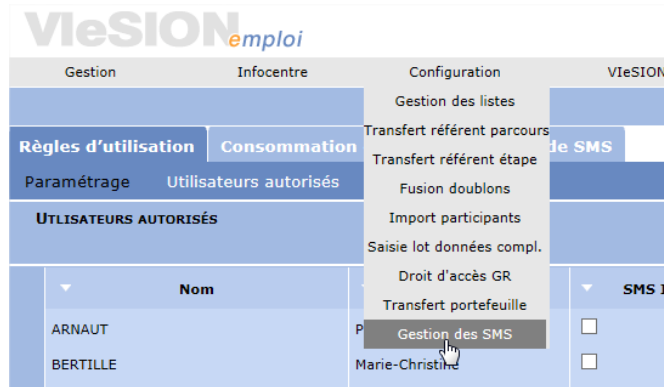 VIeSION emploi
Gestion Infocentre Configuration VIeSION
Gestion des listes
Transfert référent parcours
Règles d'utilisation Consommation de SMS
Transfert référent étape
Paramétrage Utilisateurs autorisés Fusion doublons
UTLISATEURS AUTORISÉS Import participants
Saisie lot données compl.
Droit d'accès GR
Nom SMS
Transfert portefeuille
ARNAUT P Gestion des SMS
BERTILLE Marie-Christine